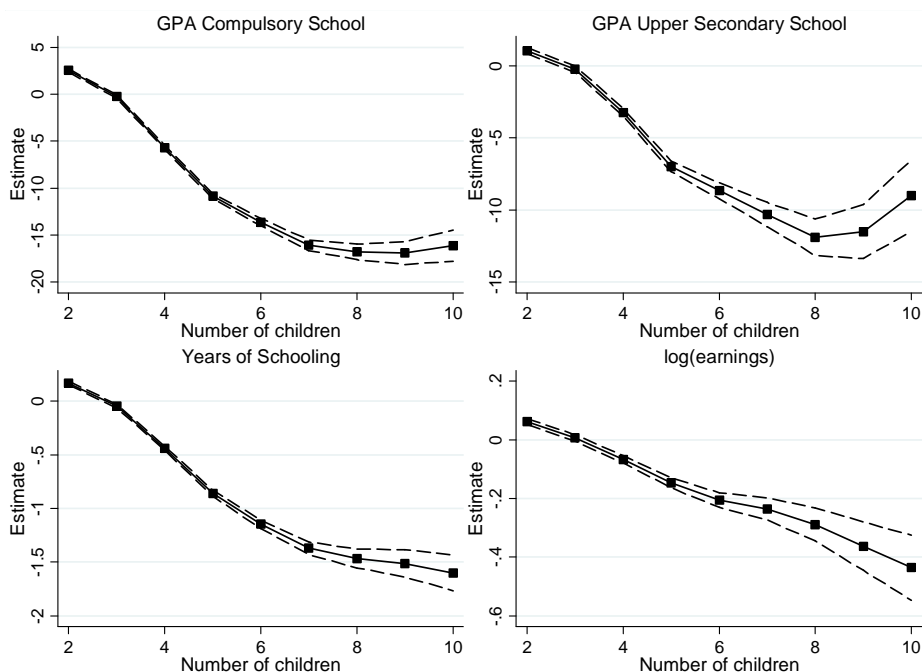 GPA Compulsory School
Estimate
5
0
-5
-10
-15
-20
2 4 6 8 10
Number of children
GPA Upper Secondary School
Estimate
0
-5
-10
-15
2 4 6 8 10
Number of children
Years of Schooling
Estimate
0
-.5
-1
-1.5
-2
2 4 6 8 10
Number of children
log(earnings)
Estimate
.2
0
-.2
-.4
-.6
2 4 6 8 10
Number of children